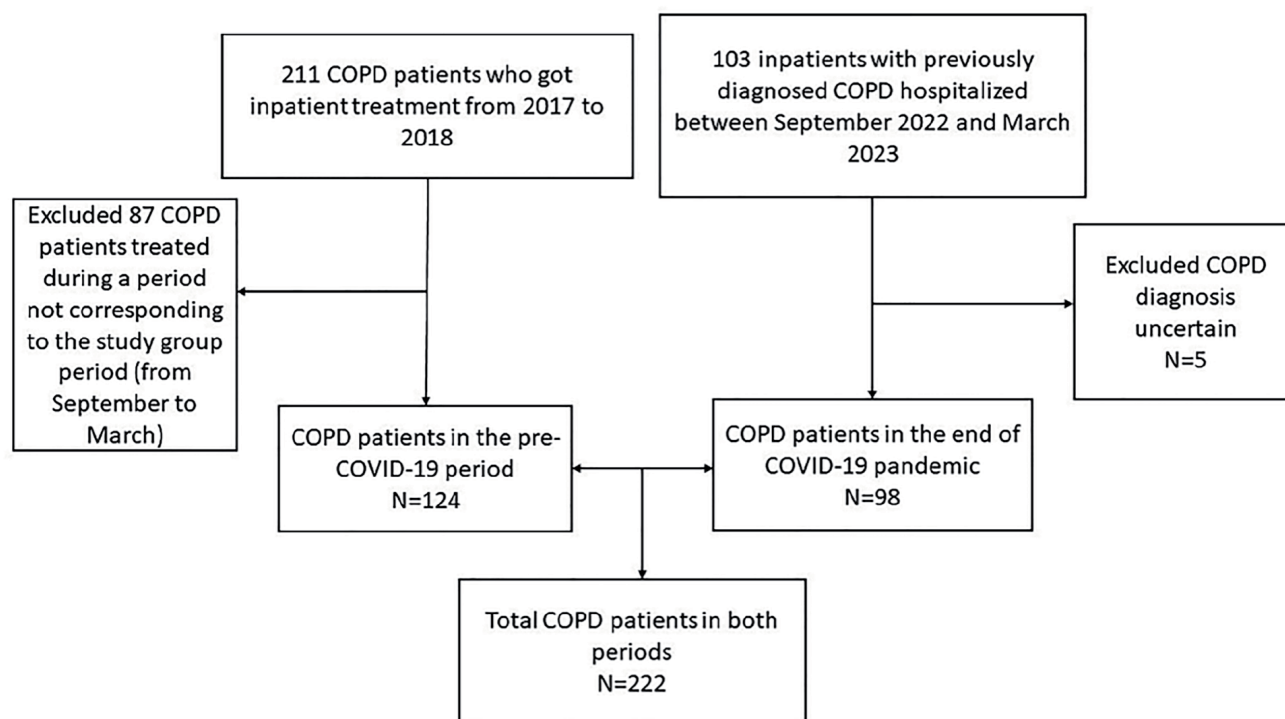 211 COPD patients who got
inpatient treatment from 2017 to
2018
103 inpatients with previously
diagnosed COPD hospitalized
between September 2022 and March
2023
Excluded 87 COPD
patients treated
during a period
not corresponding
to the study group
period (from
September to
March)
Excluded COPD
diagnosis
uncertain
N=5
COPD patients in the pre-
COVID-19 period
N=124
COPD patients in the end of
COVID-19 pandemic
N=98
Total COPD patients in both
periods
N=222